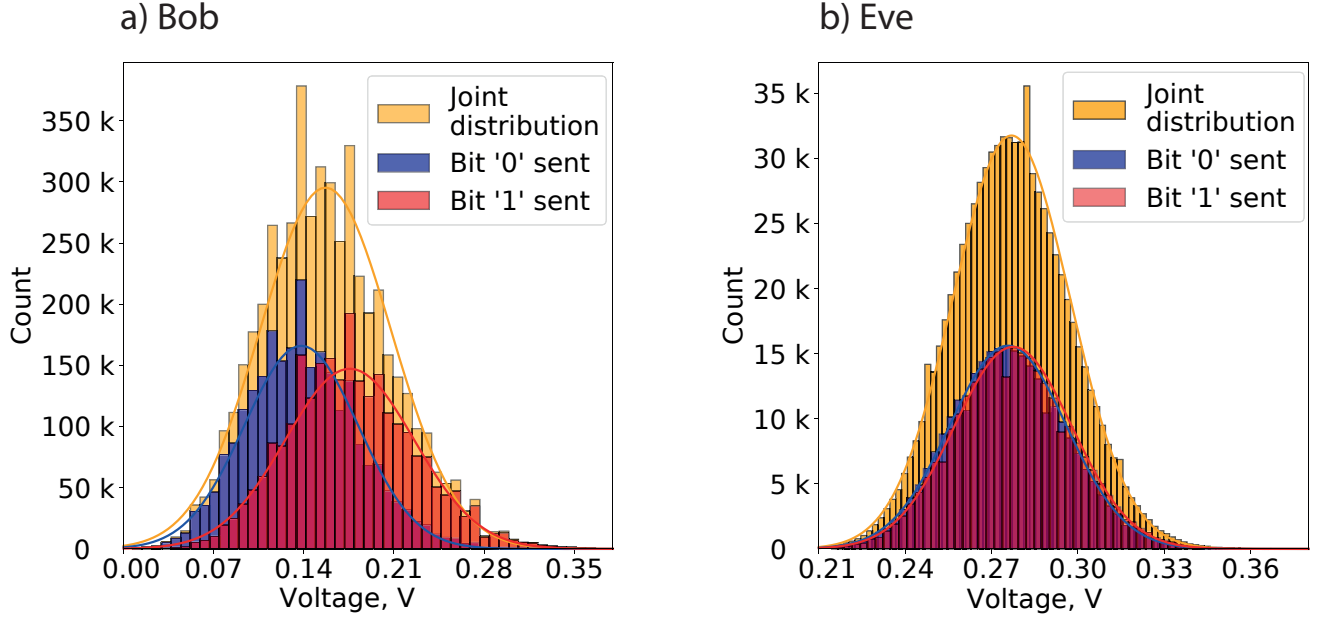 a) Bob
Count
350 k
300 k
250 k
200 k
150 k
100 k
50 k
0
Joint
distribution
Bit '0' sent
Bit '1' sent
0.00 0.07 0.14 0.21 0.28 0.35
Voltage, V
b) Eve
Count
35 k
30 k
25 k
20 k
15 k
10 k
5 k
0
Joint
distribution
Bit '0' sent
Bit '1' sent
0.21 0.24 0.27 0.30 0.33 0.36
Voltage, V